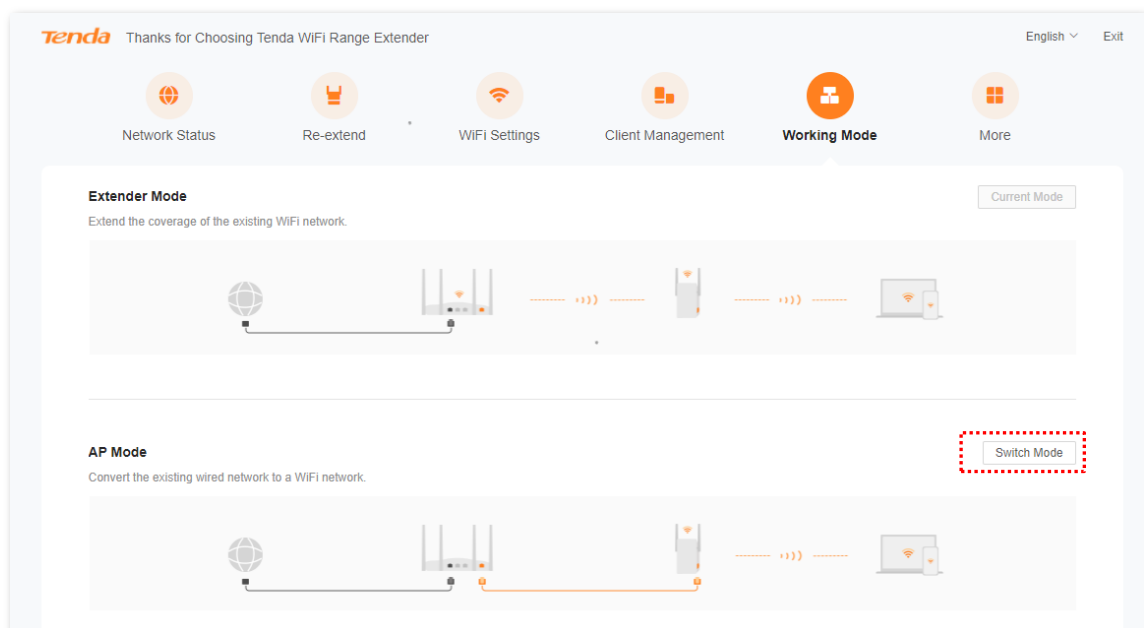 Tenda Thanks for Choosing Tenda WiFi Range Extender English Exit
Network Status Re-extend WiFi Settings Client Management Working Mode More
Extender Mode Current Mode
Extend the coverage of the existing WiFi network.
AP Mode Switch Mode
Convert the existing wired network to a WiFi network.